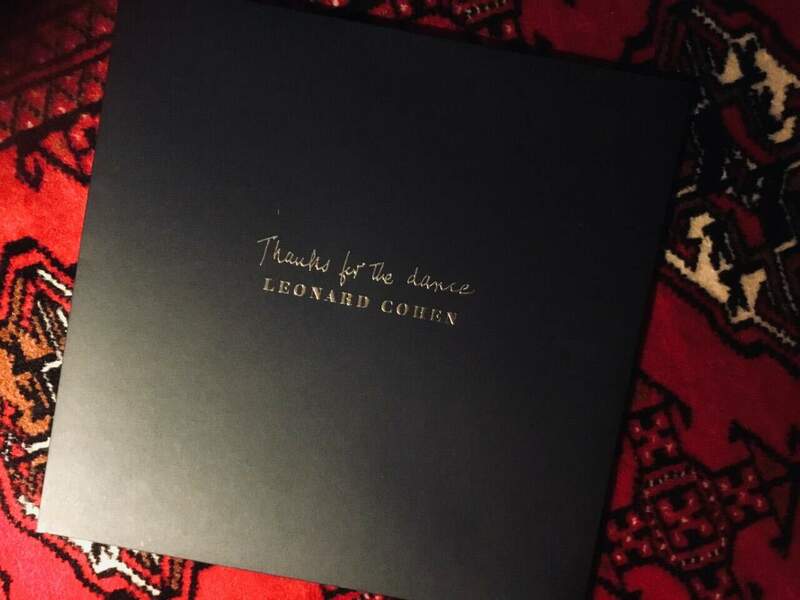 Thanks for the dance
LEONARD COHEN